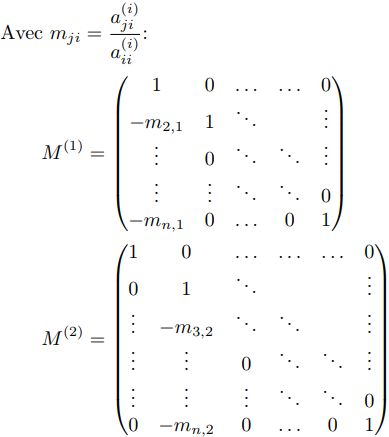 Avec $m_{ji} = \dfrac{a_{ji}^{(i)}}{a_{ii}^{(i)}}$:
$M^{(1)} = \begin{pmatrix} 1 & 0 & \dots & \dots & 0 \\ -m_{2,1} & 1 & \ddots & & \vdots \\ \vdots & 0 & \ddots & \ddots & \vdots \\ \vdots & \vdots & \ddots & \ddots & 0 \\ -m_{n,1} & 0 & \dots & 0 & 1 \end{pmatrix}$
$M^{(2)} = \begin{pmatrix} 1 & 0 & \dots & \dots & \dots & 0 \\ 0 & 1 & \ddots & & & \vdots \\ \vdots & -m_{3,2} & \ddots & \ddots & & \vdots \\ \vdots & \vdots & 0 & \ddots & \ddots & \vdots \\ \vdots & \vdots & \vdots & \ddots & \ddots & 0 \\ 0 & -m_{n,2} & 0 & \dots & 0 & 1 \end{pmatrix}$